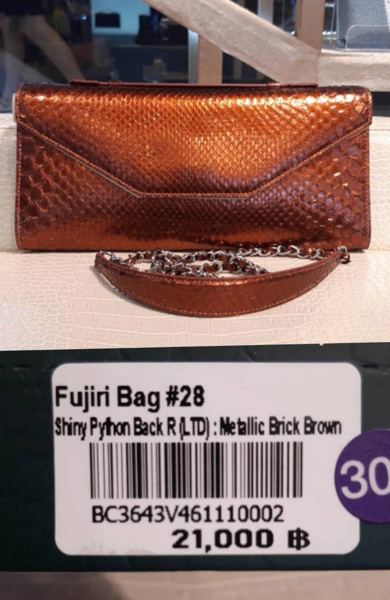 Fujiri Bag #28
Shiny Python Back R (LTD) : Metallic Brick Brown
BC3643V461110002
21,000 ฿
30